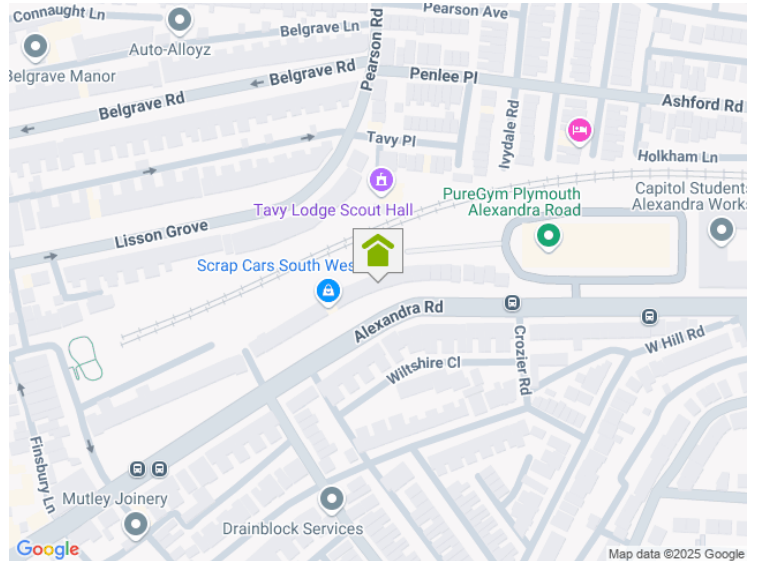 Connaught Ln
Pearson Ave
Auto-Alloyz
Belgrave Ln
Pearson Rd
Belgrave Manor
Belgrave Rd
Penlee Pl
Belgrave Rd
Ashford Rd
Ivydale Rd
Tavy Pl
Holkham Ln
PureGym Plymouth
Alexandra Road
Capitol Students
Alexandra Works
Tavy Lodge Scout Hall
Lisson Grove
Scrap Cars South Wes
Alexandra Rd
Crozier Rd
W Hill Rd
Wiltshire Cl
Finsbury Ln
Mutley Joinery
Drainblock Services
Google
Map data ©2025 Google